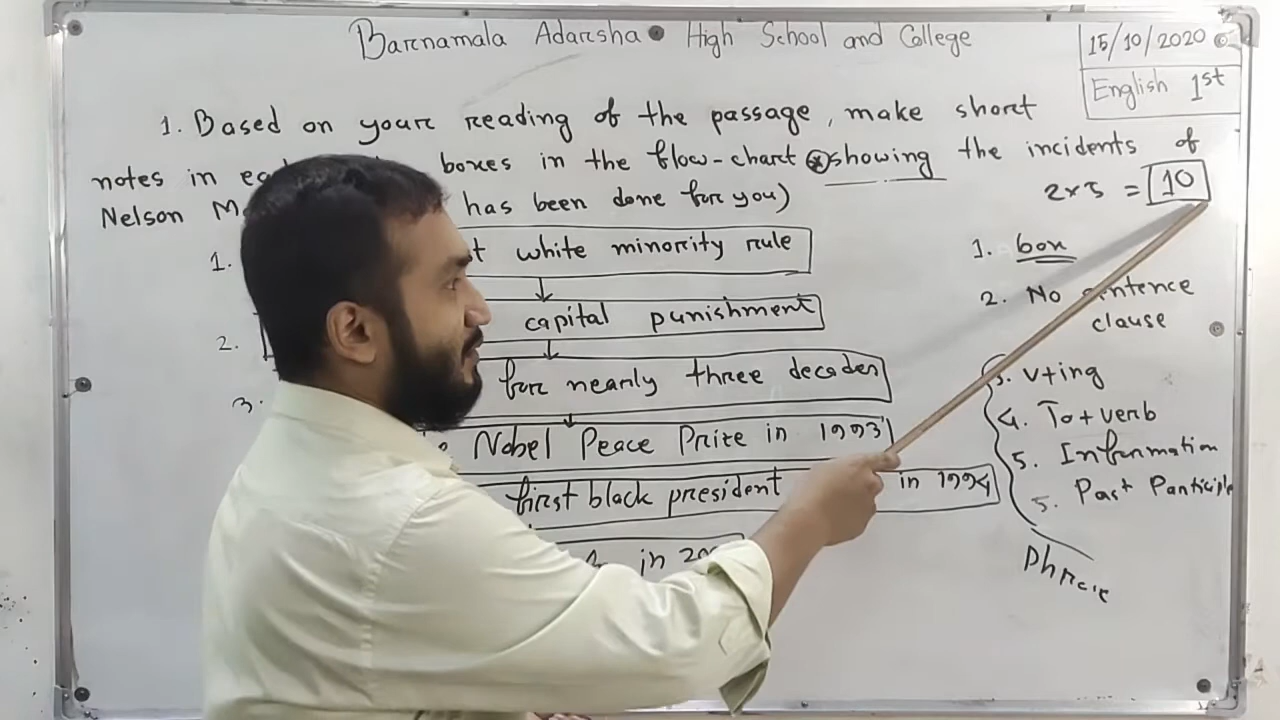 Barnamala Adarsha High School and College
15/10/2020
English 1st
1. Based on your reading of the passage, make short
notes in boxes in the flow-chart showing the incidents of
Nelson has been done for you)
2x5 = 10
1. white minority rule
2. capital punishment
3. for nearly three decades
Nobel Peace Prize in 1993
first black president in 1994
in
1. box
2. No sentence
clause
3. V+ing
4. To + verb
5. Information
5. Past Participle
Phrase